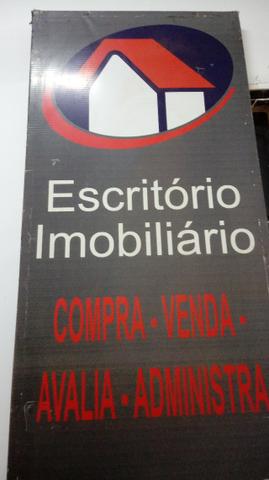 Escritório
Imobiliário
COMPRA - VENDA -
AVALIA - ADMINISTRA